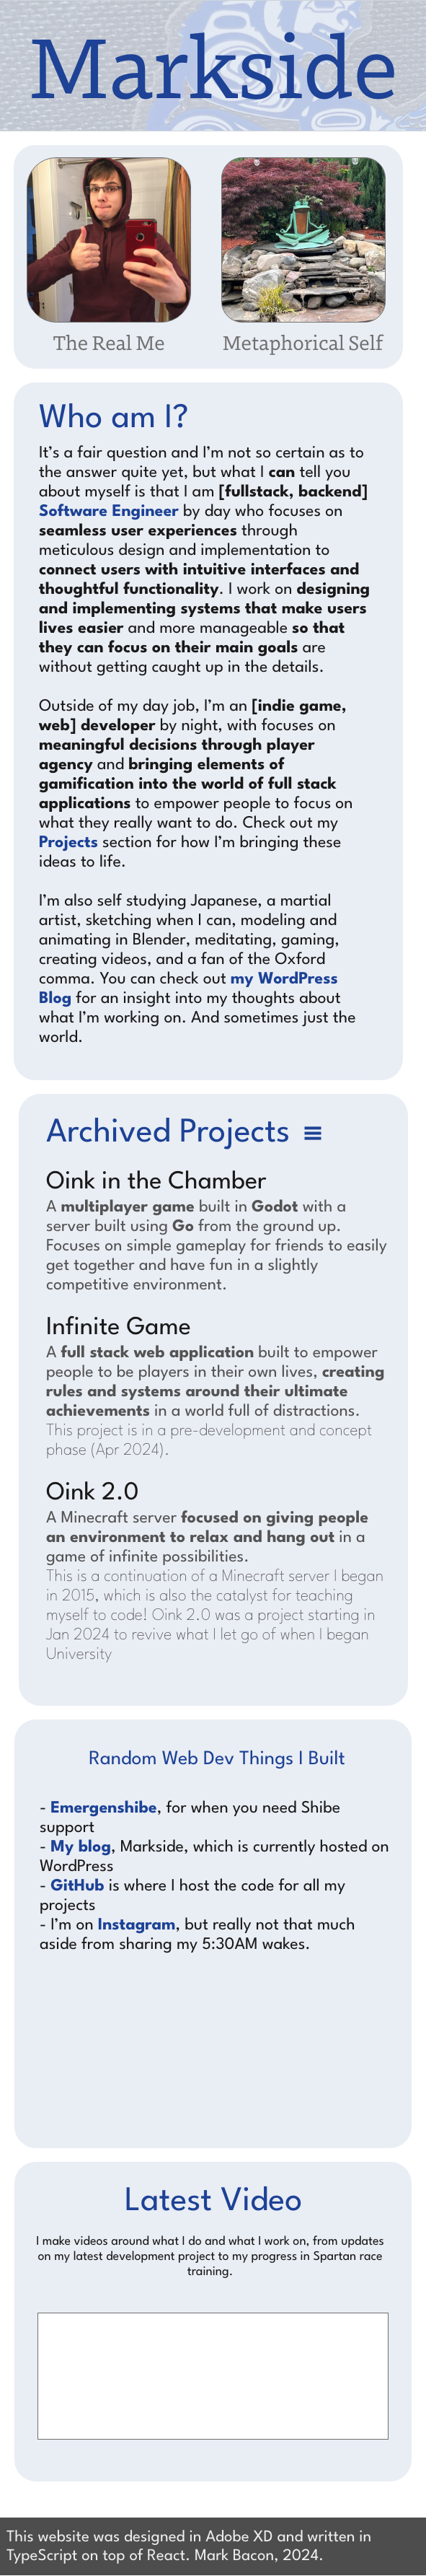 Markside
The Real Me
Metaphorical Self
Who am I?
It’s a fair question and I’m not so certain as to
the answer quite yet, but what I can tell you
about myself is that I am [fullstack, backend]
Software Engineer by day who focuses on
seamless user experiences through
meticulous design and implementation to
connect users with intuitive interfaces and
thoughtful functionality. I work on designing
and implementing systems that make users
lives easier and more manageable so that
they can focus on their main goals are
without getting caught up in the details.
Outside of my day job, I’m an [indie game,
web] developer by night, with focuses on
meaningful decisions through player
agency and bringing elements of
gamification into the world of full stack
applications to empower people to focus on
what they really want to do. Check out my
Projects section for how I’m bringing these
ideas to life.
I’m also self studying Japanese, a martial
artist, sketching when I can, modeling and
animating in Blender, meditating, gaming,
creating videos, and a fan of the Oxford
comma. You can check out my WordPress
Blog for an insight into my thoughts about
what I’m working on. And sometimes just the
world.
Archived Projects
Oink in the Chamber
A multiplayer game built in Godot with a
server built using Go from the ground up.
Focuses on simple gameplay for friends to easily
get together and have fun in a slightly
competitive environment.
Infinite Game
A full stack web application built to empower
people to be players in their own lives, creating
rules and systems around their ultimate
achievements in a world full of distractions.
This project is in a pre-development and concept
phase (Apr 2024).
Oink 2.0
A Minecraft server focused on giving people
an environment to relax and hang out in a
game of infinite possibilities.
This is a continuation of a Minecraft server I began
in 2015, which is also the catalyst for teaching
myself to code! Oink 2.0 was a project starting in
Jan 2024 to revive what I let go of when I began
University
Random Web Dev Things I Built
- Emergenshibe, for when you need Shibe
support
- My blog, Markside, which is currently hosted on
WordPress
- GitHub is where I host the code for all my
projects
- I’m on Instagram, but really not that much
aside from sharing my 5:30AM wakes.
Latest Video
I make videos around what I do and what I work on, from updates
on my latest development project to my progress in Spartan race
training.
This website was designed in Adobe XD and written in
TypeScript on top of React. Mark Bacon, 2024.